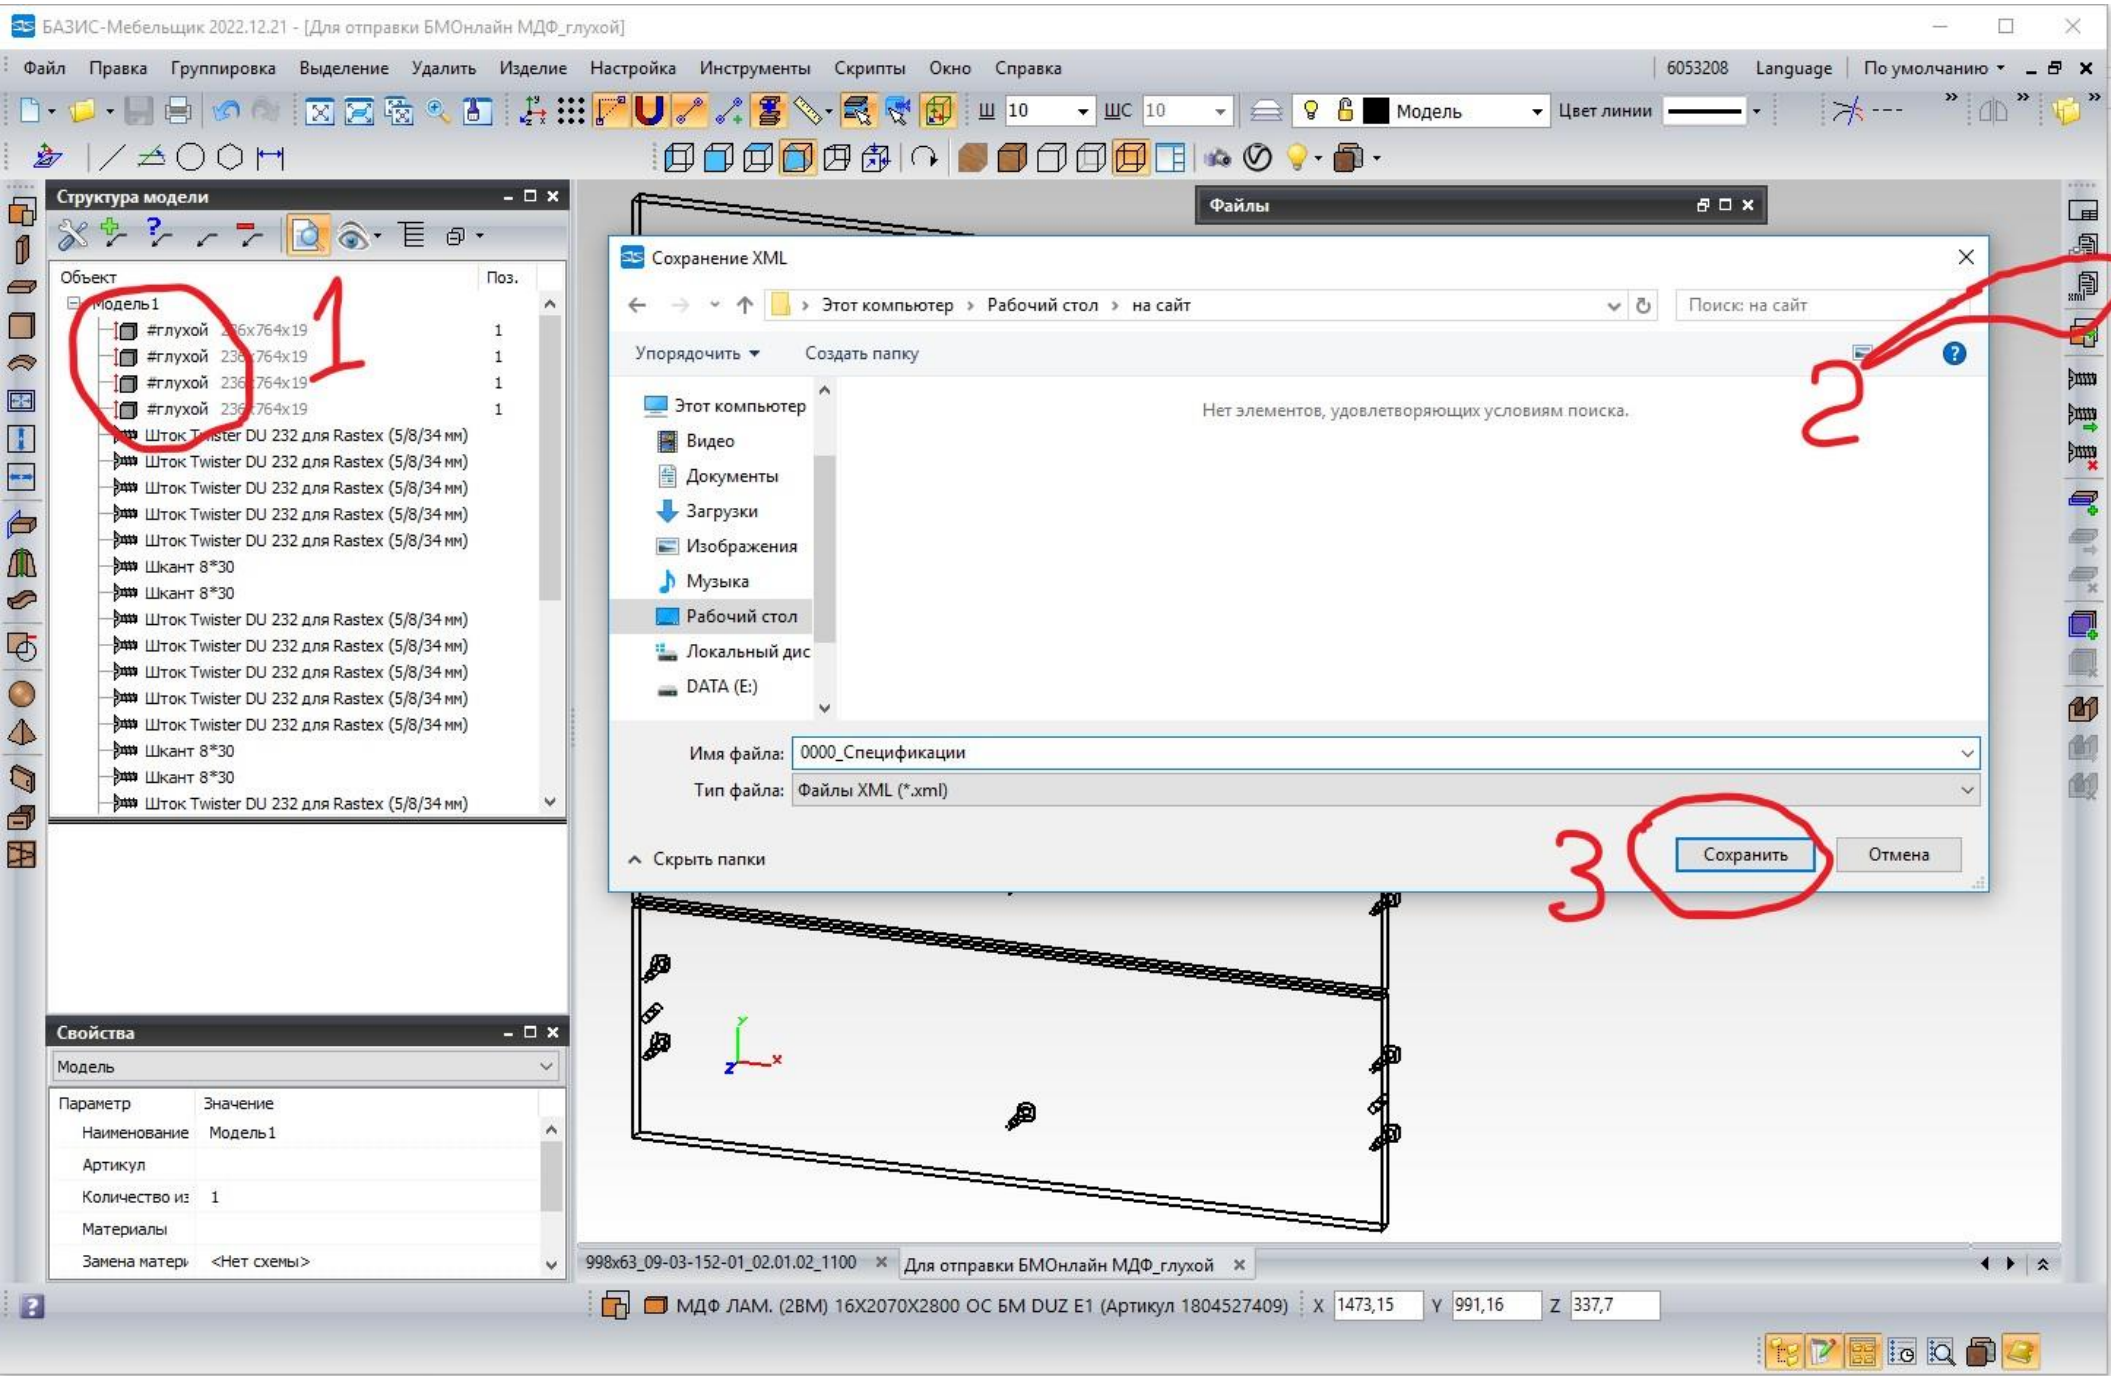 БАЗИС-Мебельщик 2022.12.21 - [Для отправки БМОнлайн МДФ_глухой]
Файл Правка Группировка Выделение Удалить Изделие Настройка Инструменты Скрипты Окно Справка 6053208 Language По умолчанию
Ш 10 ШС 10 Модель Цвет линии
Структура модели
Файлы
Объект Поз.
Модель1
#глухой 236x764x19 1
#глухой 236x764x19 1
#глухой 236x764x19 1
#глухой 236x764x19 1
Шток Twister DU 232 для Rastex (5/8/34 мм)
Шток Twister DU 232 для Rastex (5/8/34 мм)
Шток Twister DU 232 для Rastex (5/8/34 мм)
Шток Twister DU 232 для Rastex (5/8/34 мм)
Шток Twister DU 232 для Rastex (5/8/34 мм)
Шкант 8*30
Шкант 8*30
Шток Twister DU 232 для Rastex (5/8/34 мм)
Шток Twister DU 232 для Rastex (5/8/34 мм)
Шток Twister DU 232 для Rastex (5/8/34 мм)
Шток Twister DU 232 для Rastex (5/8/34 мм)
Шток Twister DU 232 для Rastex (5/8/34 мм)
Шкант 8*30
Шкант 8*30
Шток Twister DU 232 для Rastex (5/8/34 мм)
1
Сохранение XML
Этот компьютер › Рабочий стол › на сайт
Поиск: на сайт
Упорядочить Создать папку
2
Этот компьютер
Видео
Документы
Загрузки
Изображения
Музыка
Рабочий стол
Локальный дис
DATA (E:)
Нет элементов, удовлетворяющих условиям поиска.
Имя файла: 0000_Спецификации
Тип файла: Файлы XML (*.xml)
Скрыть папки
3
Сохранить Отмена
xml
Свойства
Модель
Параметр Значение
Наименование Модель1
Артикул
Количество из 1
Материалы
Замена матери <Нет схемы>
Y
X
Z
998x63_09-03-152-01_02.01.02_1100 Для отправки БМОнлайн МДФ_глухой
МДФ ЛАМ. (2ВМ) 16X2070X2800 ОС БМ DUZ E1 (Артикул 1804527409) X 1473,15 Y 991,16 Z 337,7